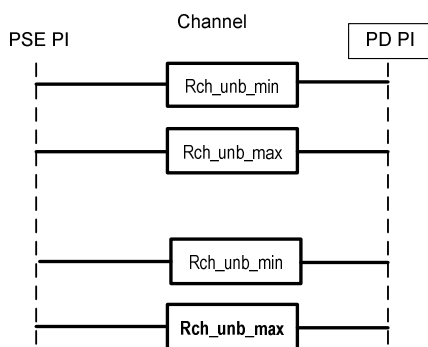 Channel
PSE PI
PD PI
Rch_unb_min
Rch_unb_max
Rch_unb_min
Rch_unb_max